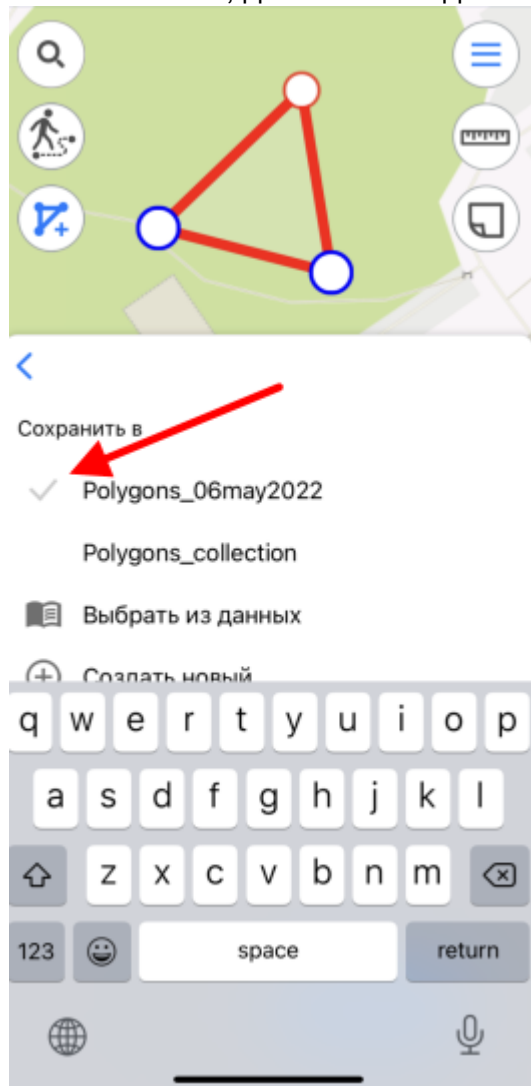 Сохранить в
Polygons_06may2022
Polygons_collection
Выбрать из данных
Создать новый
q w e r t y u i o p
a s d f g h j k l
z x c v b n m
123 space return